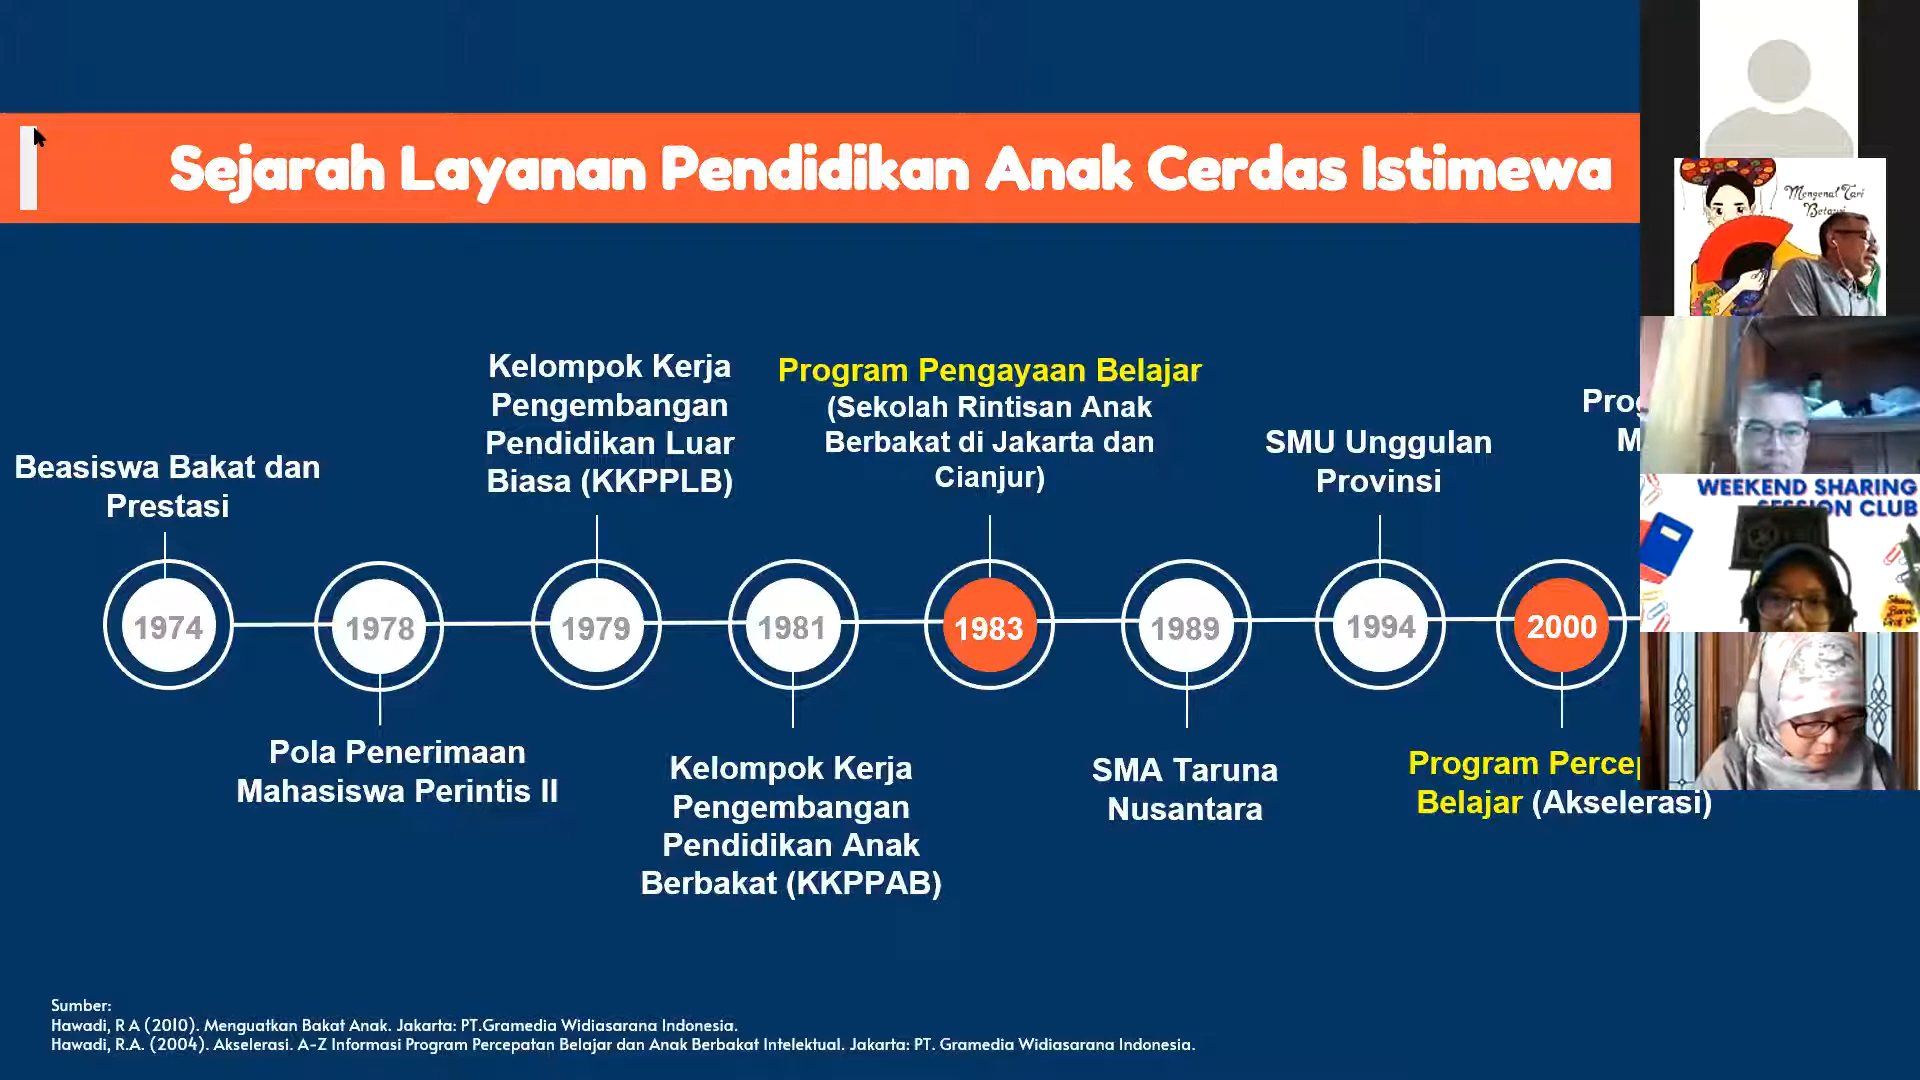 Sejarah Layanan Pendidikan Anak Cerdas Istimewa
Beasiswa Bakat dan
Prestasi
Kelompok Kerja
Pengembangan
Pendidikan Luar
Biasa (KKPPLB)
Program Pengayaan Belajar
(Sekolah Rintisan Anak
Berbakat di Jakarta dan
Cianjur)
SMU Unggulan
Provinsi
1974
1978
1979
1981
1983
1989
1994
2000
Pola Penerimaan
Mahasiswa Perintis II
Kelompok Kerja
Pengembangan
Pendidikan Anak
Berbakat (KKPPAB)
SMA Taruna
Nusantara
Program
Belajar (Akselerasi)
Sumber:
Hawadi, R A (2010). Menguatkan Bakat Anak. Jakarta: PT.Gramedia Widiasarana Indonesia.
Hawadi, R.A. (2004). Akselerasi. A-Z Informasi Program Percepatan Belajar dan Anak Berbakat Intelektual. Jakarta: PT. Gramedia Widiasarana Indonesia.
Mengenal Tari
Betawi
WEEKEND SHARING
SESSION CLUB